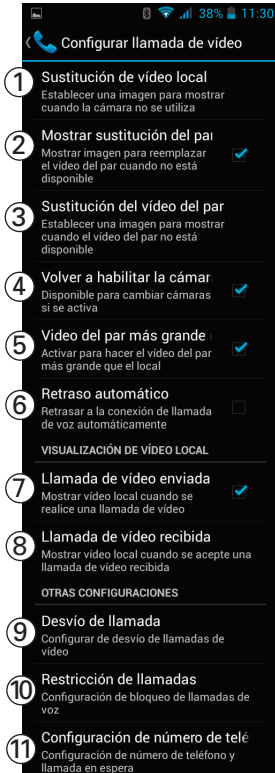 38% 11:30
Configurar llamada de vídeo
1 Sustitución de vídeo local
Establecer una imagen para mostrar
cuando la cámara no se utiliza
2 Mostrar sustitución del par
Mostrar imagen para reemplazar
el vídeo del par cuando no está
disponible
3 Sustitución del vídeo del par
Establecer una imagen para mostrar
cuando el vídeo del par no está
disponible
4 Volver a habilitar la cámar
Disponible para cambiar cámaras
si se activa
5 Video del par más grande
Activar para hacer el vídeo del par
más grande que el local
6 Retraso automático
Retrasar a la conexión de llamada
de voz automáticamente
VISUALIZACIÓN DE VÍDEO LOCAL
7 Llamada de vídeo enviada
Mostrar vídeo local cuando se
realice una llamada de vídeo
8 Llamada de vídeo recibida
Mostrar vídeo local cuando se acepte una
llamada de vídeo recibida
OTRAS CONFIGURACIONES
9 Desvío de llamada
Configurar de desvío de llamadas de
vídeo
10 Restricción de llamadas
Configuración de bloqueo de llamadas de
voz
11 Configuración de número de telé
Configuración de número de teléfono y
llamada en espera